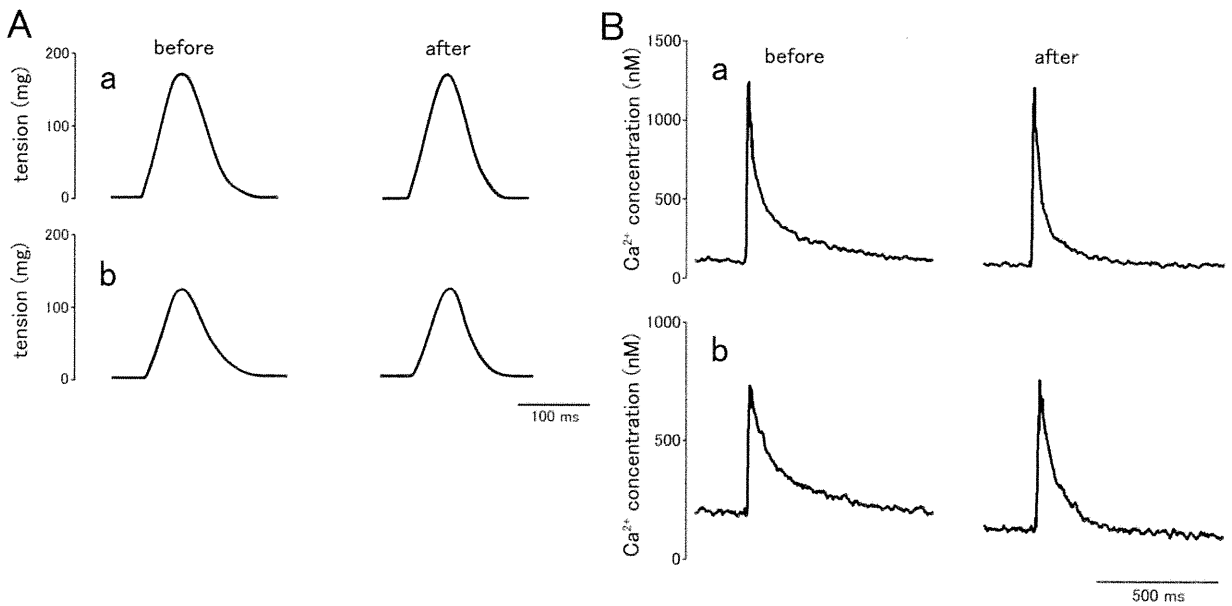 A
before
after
200
a
tension (mg)
100
0
200
b
tension (mg)
100
0
100 ms
B
1500
before
after
a
Ca²⁺ concentration (nM)
1000
500
0
1000
b
Ca²⁺ concentration (nM)
500
0
500 ms